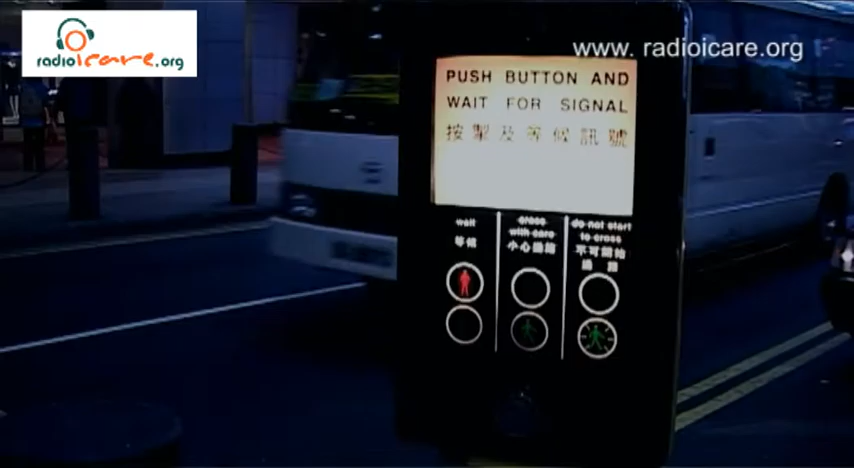 radioicare.org
www. radioicare.org
PUSH BUTTON AND
WAIT FOR SIGNAL
按掣及等候訊號
wait
等候
cross
with care
小心過路
do not start
to cross
不可開始
過路